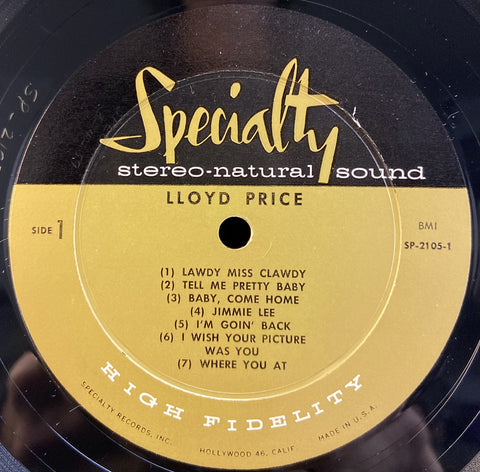 Specialty
stereo-natural sound
LLOYD PRICE
SIDE 1
BMI
SP-2105-1
(1) LAWDY MISS CLAWDY
(2) TELL ME PRETTY BABY
(3) BABY, COME HOME
(4) JIMMIE LEE
(5) I'M GOIN' BACK
(6) I WISH YOUR PICTURE
WAS YOU
(7) WHERE YOU AT
HIGH FIDELITY
SPECIALTY RECORDS, INC.
HOLLYWOOD 46, CALIF.
MADE IN U.S.A.